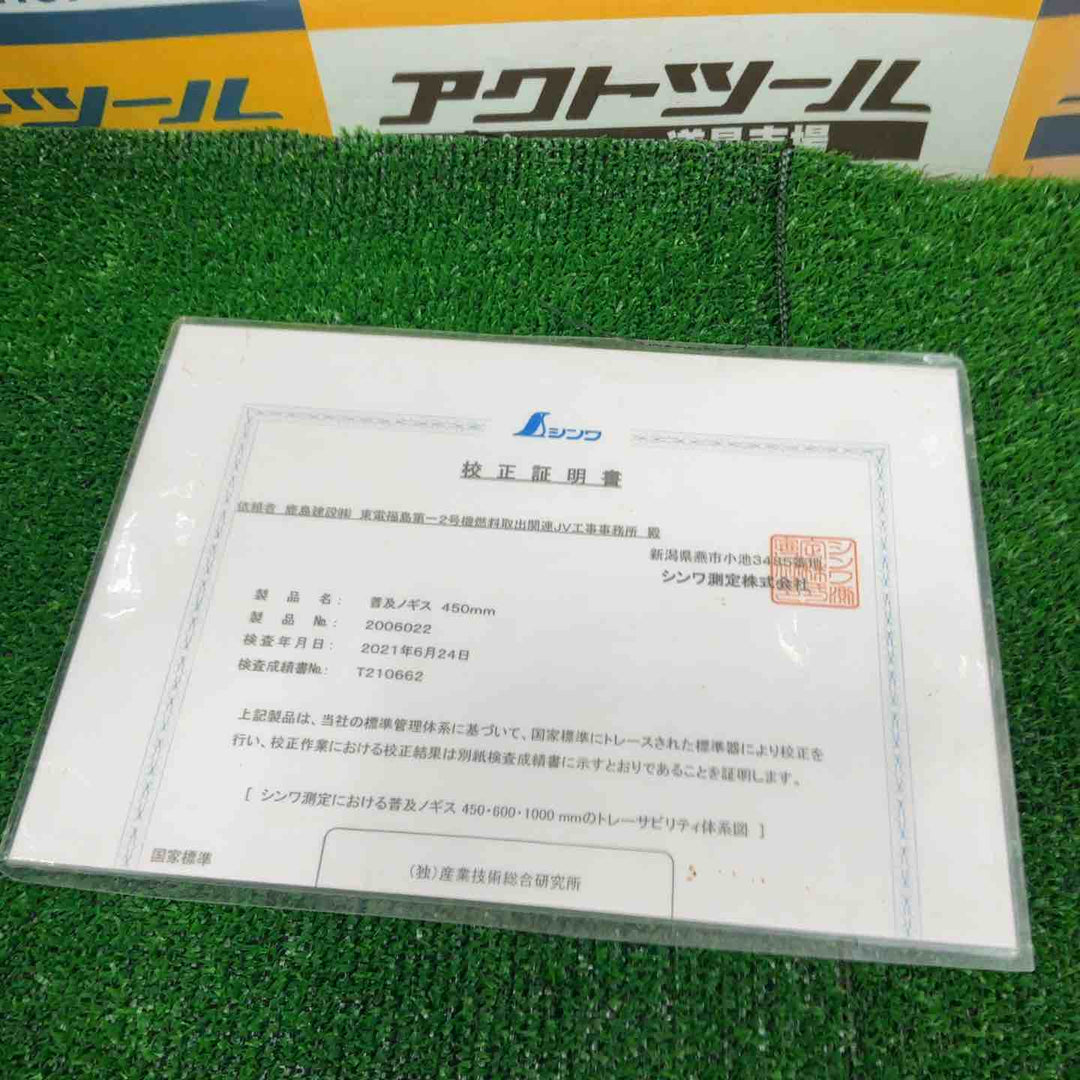 トツール
アクトツール
シンワ
校正証明書
依頼者 鹿島建設㈱ 東電福島第一2号機燃料取出関連JV工事事務所 殿
新潟県燕市小池3485番地
シンワ測定株式会社
製品名: 普及ノギス 450mm
製品№: 2006022
検査年月日: 2021年6月24日
検査成績書№: T210662
上記製品は、当社の標準管理体系に基づいて、国家標準にトレースされた標準器により校正を
行い、校正作業における校正結果は別紙検査成績書に示すとおりであることを証明します。
[ シンワ測定における普及ノギス 450・600・1000 mmのトレーサビリティ体系図 ]
国家標準
(独)産業技術総合研究所